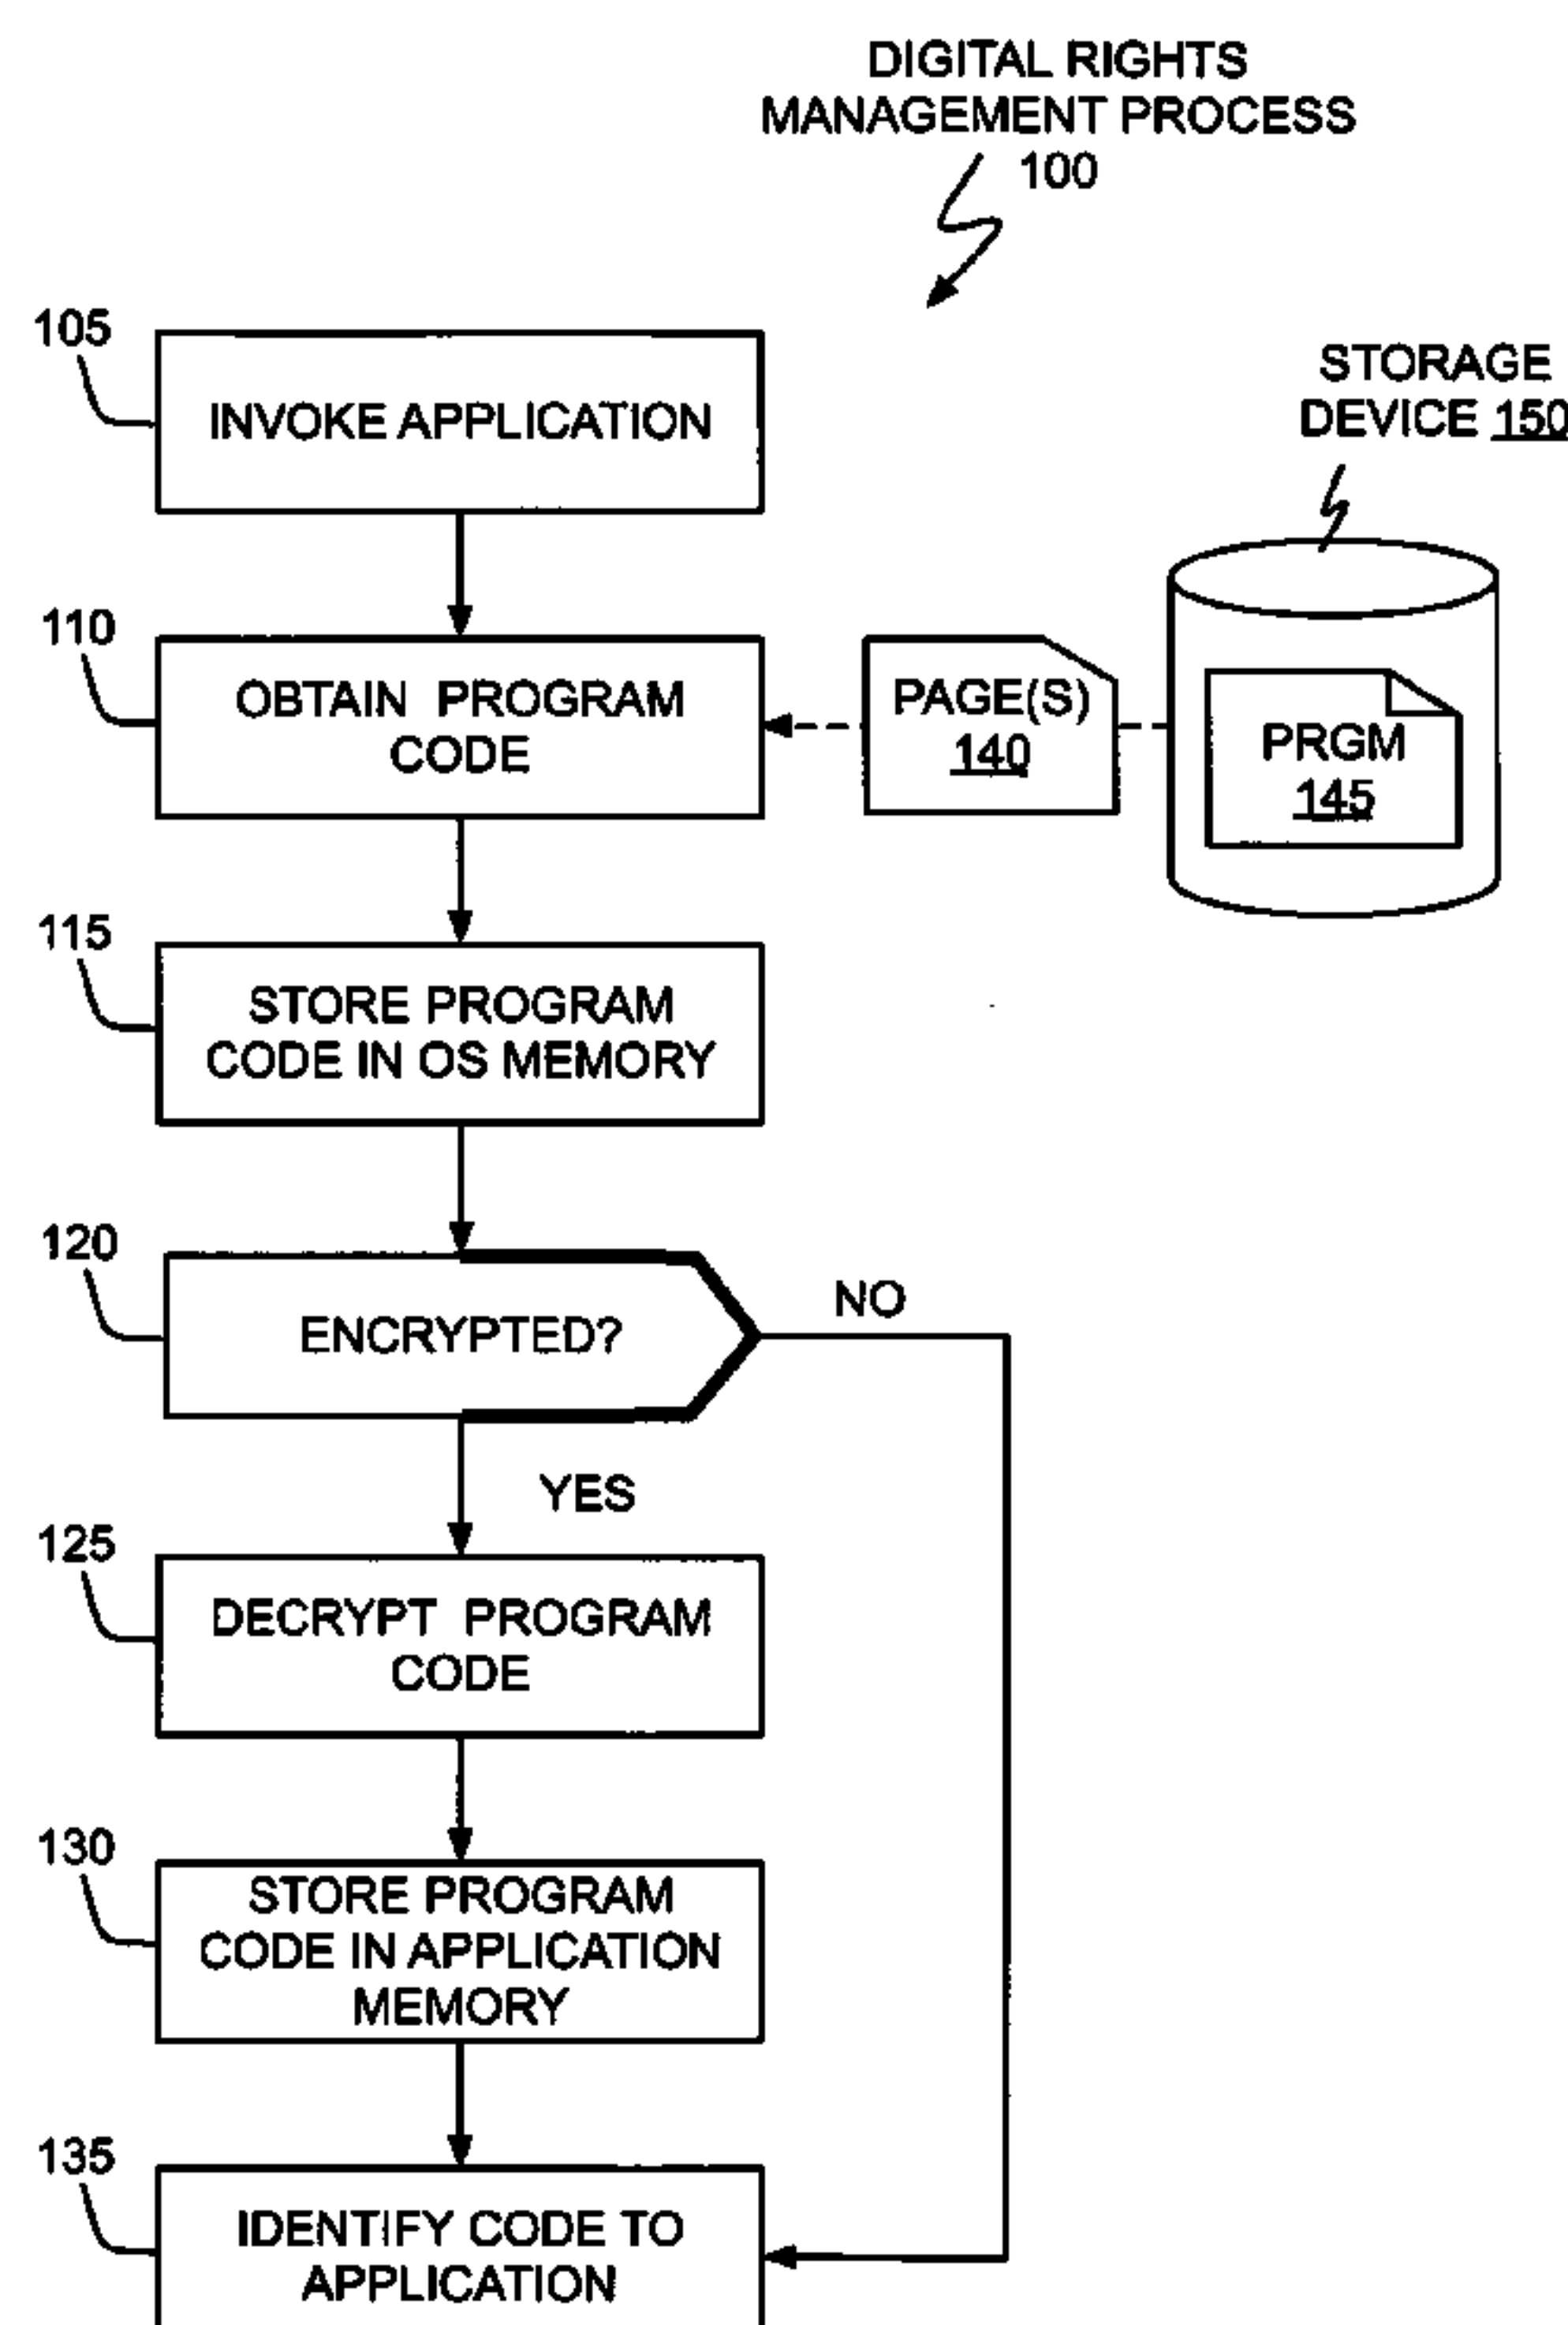 DIGITAL RIGHTS
MANAGEMENT PROCESS
100
105
INVOKE APPLICATION
STORAGE
DEVICE 150
110
OBTAIN PROGRAM
CODE
PAGE(S)
140
PRGM
145
115
STORE PROGRAM
CODE IN OS MEMORY
120
ENCRYPTED?
NO
YES
125
DECRYPT PROGRAM
CODE
130
STORE PROGRAM
CODE IN APPLICATION
MEMORY
135
IDENTIFY CODE TO
APPLICATION